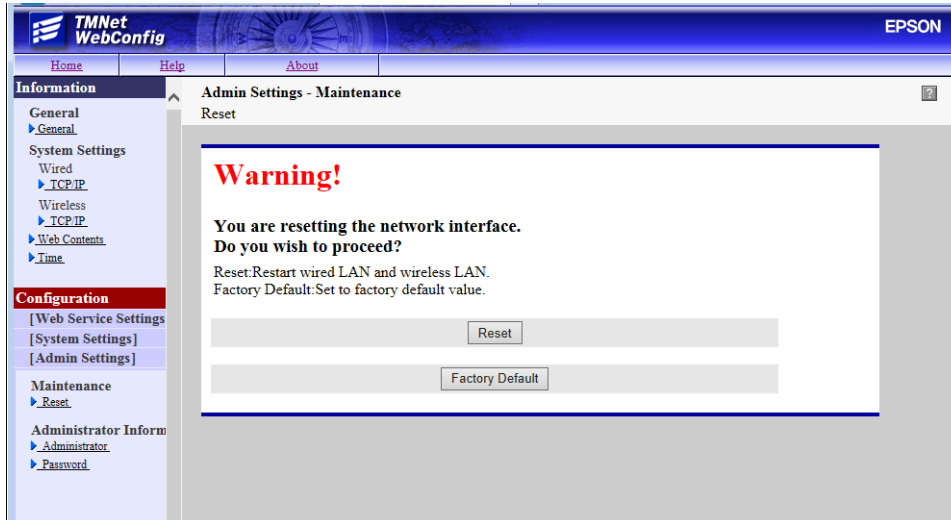 TMNet
WebConfig
EPSON
Home Help About
Information
General
General
System Settings
Wired
TCP/IP
Wireless
TCP/IP
Web Contents
Time
Configuration
[Web Service Settings
[System Settings]
[Admin Settings]
Maintenance
Reset
Administrator Inform
Administrator
Password
Admin Settings - Maintenance
?
Reset
Warning!
You are resetting the network interface.
Do you wish to proceed?
Reset:Restart wired LAN and wireless LAN.
Factory Default:Set to factory default value.
Reset
Factory Default